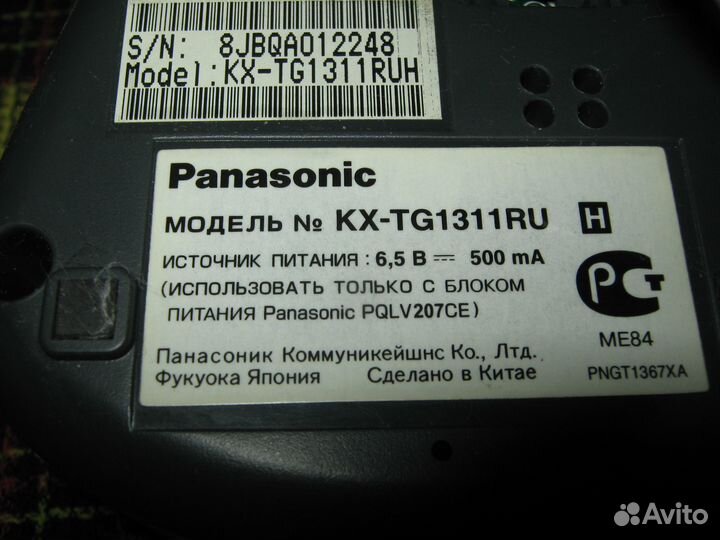 S/N: 8JBQA012248
Model:KX-TG1311RUH
Panasonic
МОДЕЛЬ № KX-TG1311RU H
ИСТОЧНИК ПИТАНИЯ : 6,5 В ⎓ 500 mA
(ИСПОЛЬЗОВАТЬ ТОЛЬКО С БЛОКОМ
ПИТАНИЯ Panasonic PQLV207CE)
РСТ
ME84
Панасоник Коммуникейшнс Ко., Лтд.
Фукуока Япония Сделано в Китае
PNGT1367XA
Avito